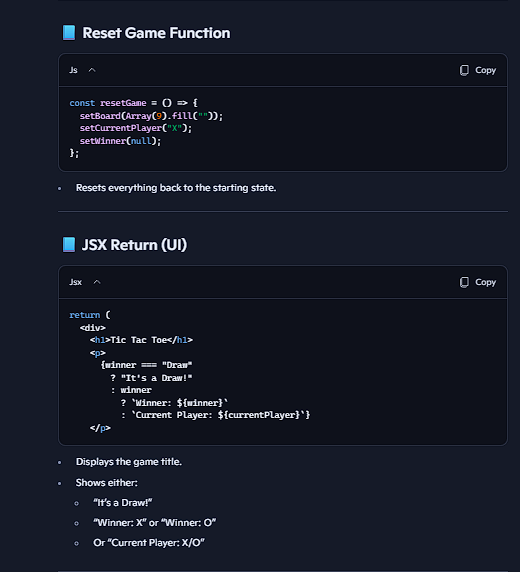 Reset Game Function
Js
Copy
const resetGame = () => {
setBoard(Array(9).fill(""));
setCurrentPlayer("X");
setWinner(null);
};
Resets everything back to the starting state.
JSX Return (UI)
Jsx
Copy
return (
<div>
<h1>Tic Tac Toe</h1>
<p>
{winner === "Draw"
? "It's a Draw!"
: winner
? `Winner: ${winner}`
: `Current Player: ${currentPlayer}`}
</p>
Displays the game title.
Shows either:
“It’s a Draw!”
“Winner: X” or “Winner: O”
Or “Current Player: X/O”